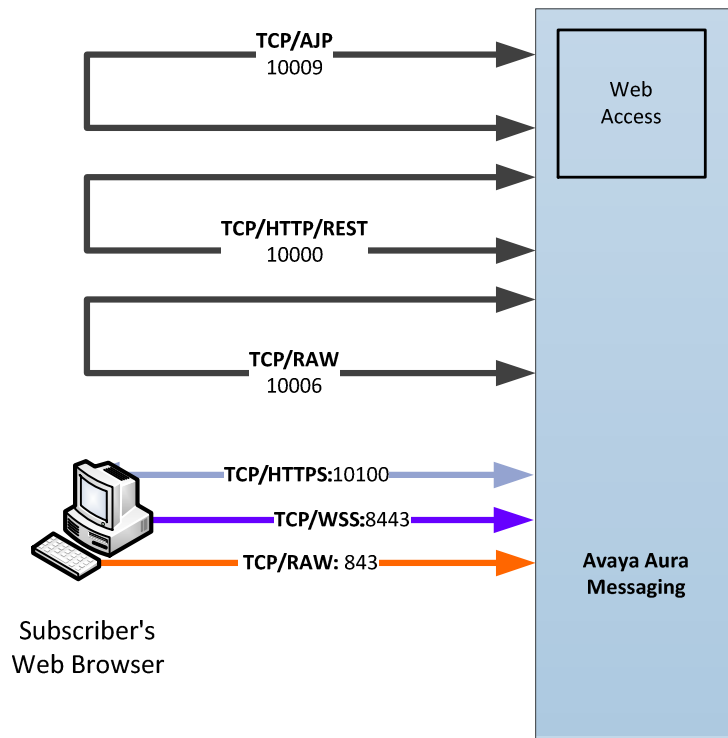 TCP/AJP
10009
Web
Access
TCP/HTTP/REST
10000
TCP/RAW
10006
TCP/HTTPS:10100
TCP/WSS:8443
TCP/RAW: 843
Avaya Aura
Messaging
Subscriber's
Web Browser